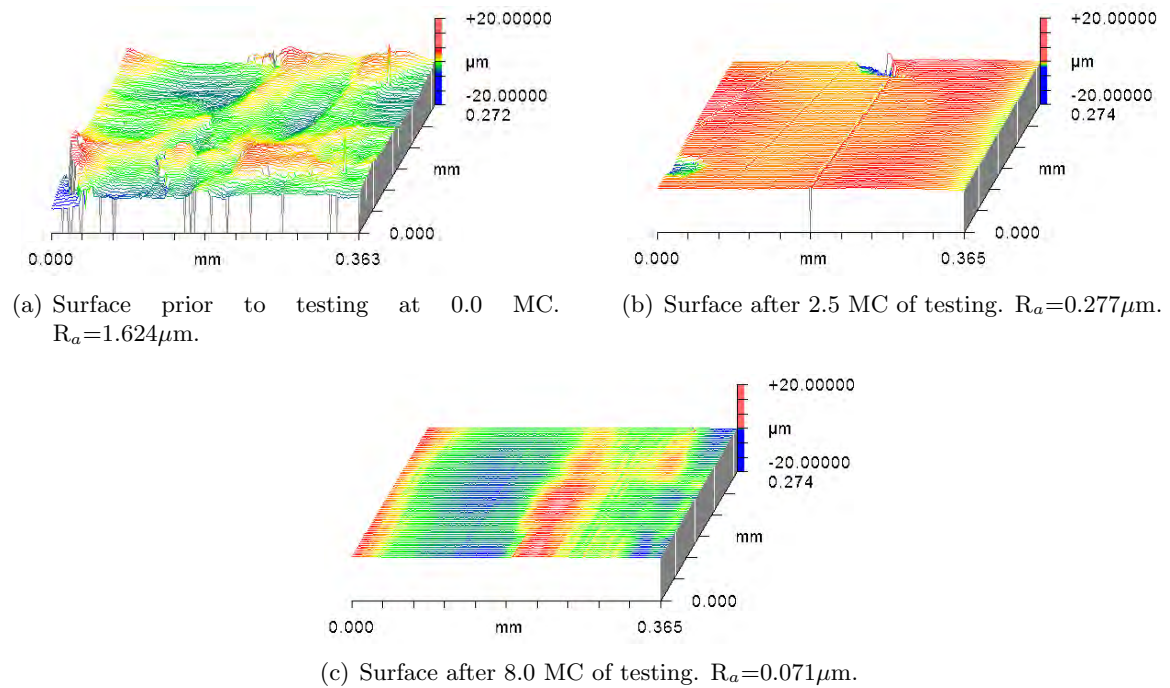 +20.00000
µm
-20.00000
0.272
mm
0.000
0.000
mm
0.363
(a) Surface prior to testing at 0.0 MC.
Ra=1.624µm.
+20.00000
µm
-20.00000
0.274
mm
0.000
0.000
mm
0.365
(b) Surface after 2.5 MC of testing. Ra=0.277µm.
+20.00000
µm
-20.00000
0.274
mm
0.000
0.000
mm
0.365
(c) Surface after 8.0 MC of testing. Ra=0.071µm.